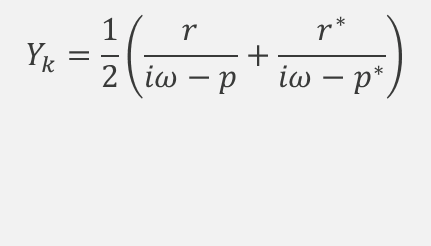 Y_k = \frac{1}{2}\left(\frac{r}{i\omega - p} + \frac{r^*}{i\omega - p^*}\right)